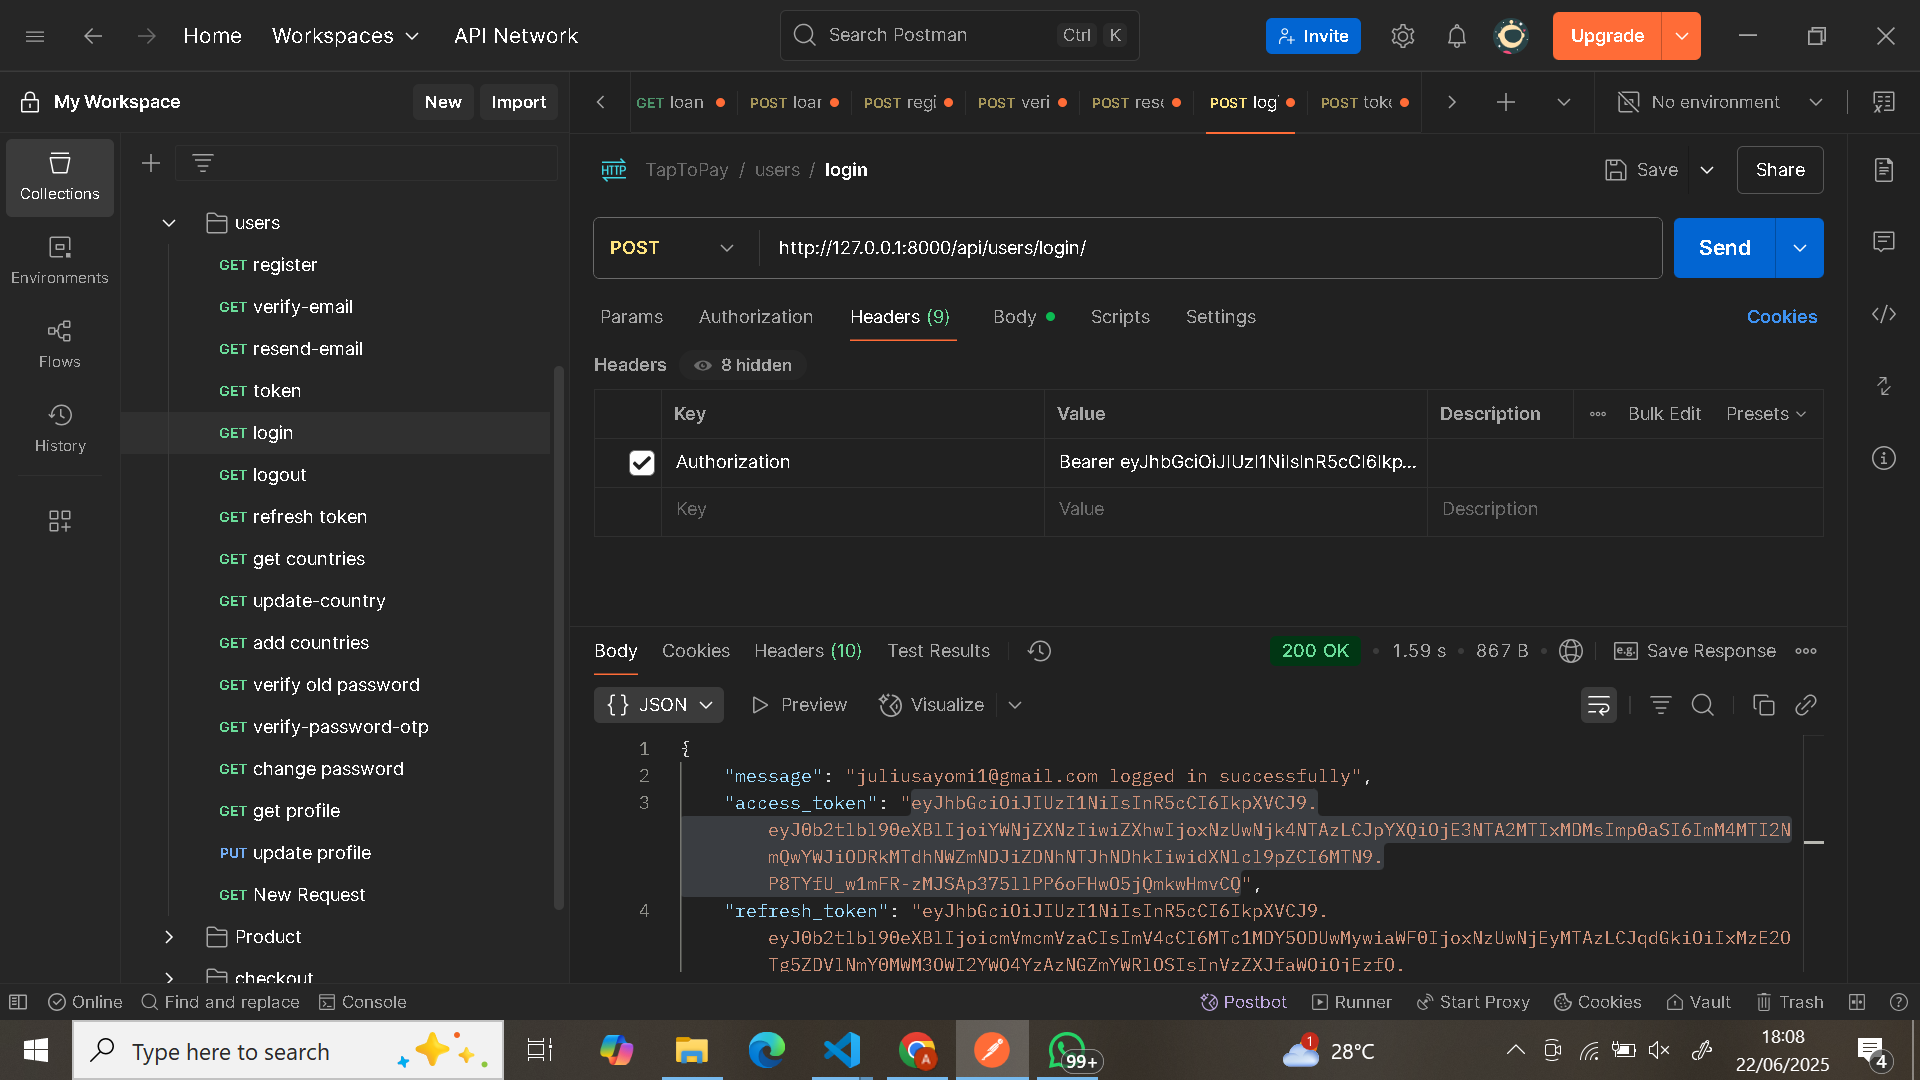 Home
Workspaces
API Network
Search Postman
Ctrl K
Invite
Upgrade
My Workspace
New
Import
GET loan
POST loar
POST regi
POST veri
POST rese
POST log
POST toke
No environment
Collections
Environments
Flows
History
users
GET register
GET verify-email
GET resend-email
GET token
GET login
GET logout
GET refresh token
GET get countries
GET update-country
GET add countries
GET verify old password
GET verify-password-otp
GET change password
GET get profile
PUT update profile
GET New Request
Product
checkout
HTTP TapToPay / users / login
Save
Share
POST
http://127.0.0.1:8000/api/users/login/
Send
Params
Authorization
Headers (9)
Body
Scripts
Settings
Cookies
Headers
8 hidden
Key Value Description
Bulk Edit
Presets
Authorization Bearer eyJhbGciOiJIUzI1NiIsInR5cCI6Ikp...
Key Value Description
Body
Cookies
Headers (10)
Test Results
200 OK
1.59 s
867 B
e.g. Save Response
{} JSON
Preview
Visualize
1 {
2 "message": "juliusayomi1@gmail.com logged in successfully",
3 "access_token": "eyJhbGciOiJIUzI1NiIsInR5cCI6IkpXVCJ9.
eyJ0b2tlbl90eXBlIjoiYWNjZXNzIiwiZXhwIjoxNzUwNjk4NTAzLCJpYXQiOjE3NTA2MTIxMDMsImp0aSI6ImM4MTI2N
mQwYWJiODRkMTdhNWZmNDJiZDNhNTJhNDhkIiwidXNlcl9pZCI6MTN9.
P8TYfU_w1mFR-zMJSAp375llPP6oFHwO5jQmkwHmvCQ",
4 "refresh_token": "eyJhbGciOiJIUzI1NiIsInR5cCI6IkpXVCJ9.
eyJ0b2tlbl90eXBlIjoicmVmcmVzaCIsImV4cCI6MTc1MDY5ODUwMywiaWF0IjoxNzUwNjEyMTAzLCJqdGkiOiIxMzE2O
Tg5ZDVlNmY0MWM3OWI2YWQ4YzAzNGZmYWRlOSIsInVzZXJfaWQiOjEzfQ.
Online
Find and replace
Console
Postbot
Runner
Start Proxy
Cookies
Vault
Trash
Type here to search
A
99+
1
28°C
18:08
22/06/2025
4